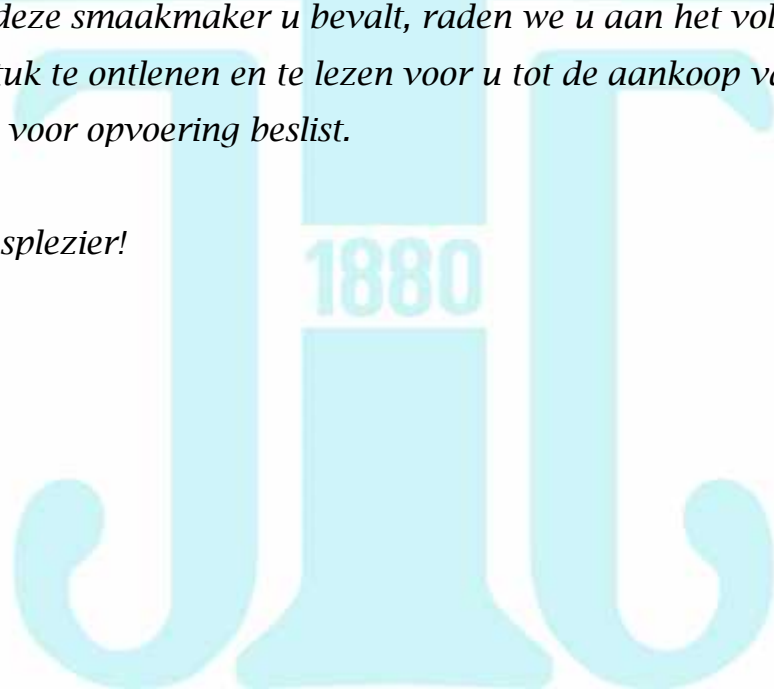 deze smaakmaker u bevalt, raden we u aan het vol
tuk te ontlenen en te lezen voor u tot de aankoop va
voor opvoering beslist.
splezier!
1880